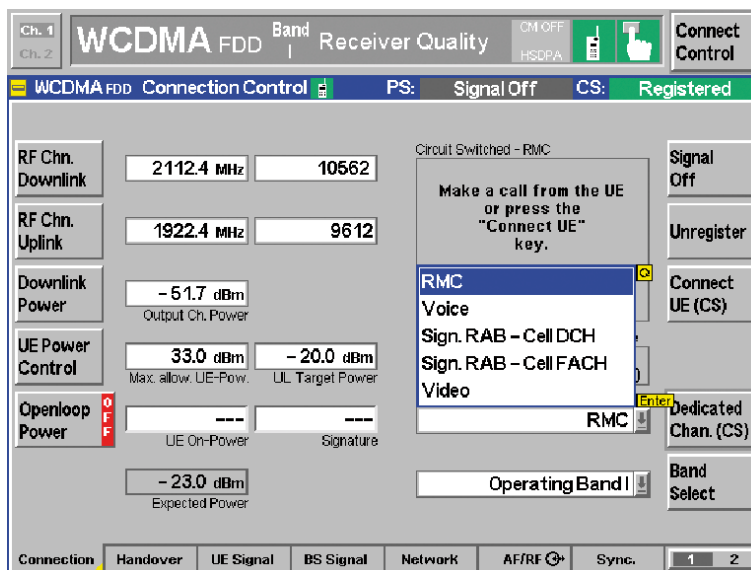 Ch. 1
Ch. 2
WCDMA FDD Band I Receiver Quality
CM OFF
HSDPA
Connect Control
WCDMA FDD Connection Control
PS: Signal Off
CS: Registered
RF Chn. Downlink
2112.4 MHz
10562
Circuit Switched - RMC
Make a call from the UE
or press the
"Connect UE"
key.
Signal Off
RF Chn. Uplink
1922.4 MHz
9612
Unregister
Downlink Power
- 51.7 dBm
Output Ch. Power
RMC
Voice
Sign. RAB - Cell DCH
Sign. RAB - Cell FACH
Video
Enter
Connect UE (CS)
UE Power Control
33.0 dBm
- 20.0 dBm
Max. allow. UE-Pow.
UL Target Power
Openloop Power
OFF
---
---
UE On-Power
Signature
RMC
Dedicated Chan. (CS)
- 23.0 dBm
Expected Power
Operating Band I
Band Select
Connection
Handover
UE Signal
BS Signal
Network
AF/RF
Sync.
1 2